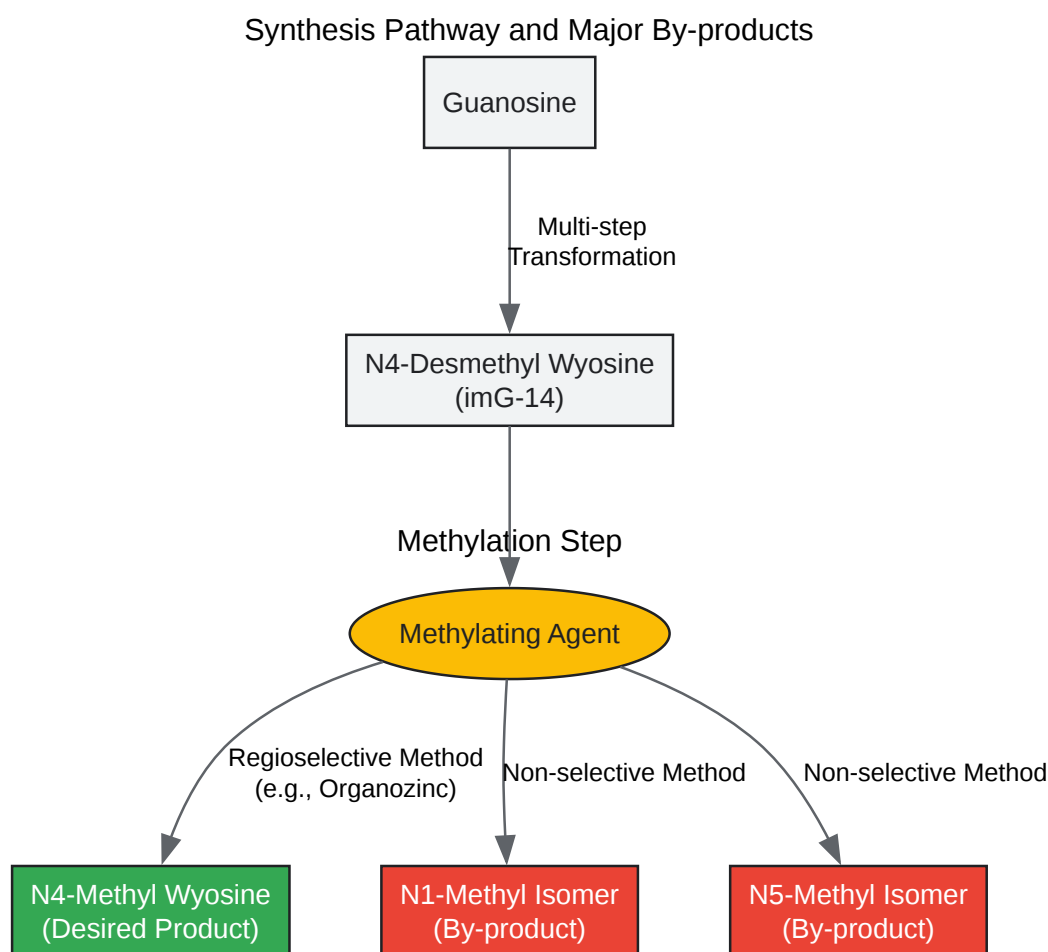 Synthesis Pathway and Major By-products
Guanosine
Multi-step
Transformation
N4-Desmethyl Wyosine
(imG-14)
Methylation Step
Methylating Agent
Regioselective Method
(e.g., Organozinc)
Non-selective Method
Non-selective Method
N4-Methyl Wyosine
(Desired Product)
N1-Methyl Isomer
(By-product)
N5-Methyl Isomer
(By-product)